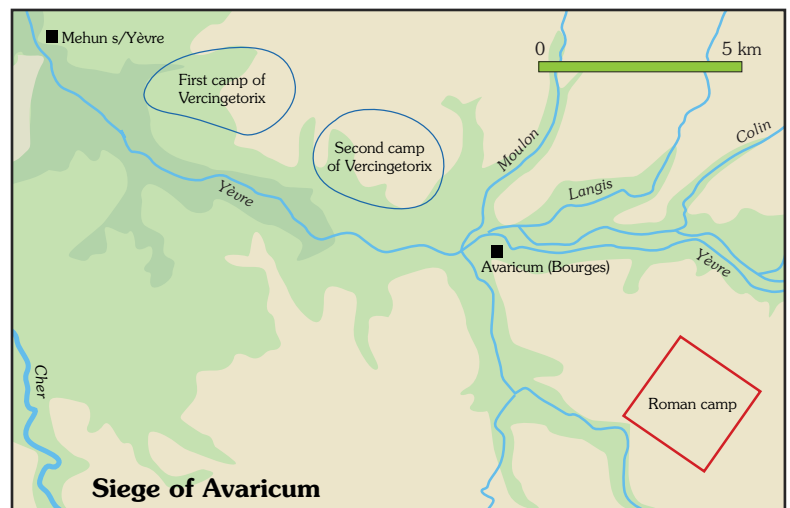 Mehun s/Yèvre
First camp of
Vercingetorix
0 5 km
Second camp
of Vercingetorix
Moulon
Colin
Langis
Yèvre
Avaricum (Bourges)
Yèvre
Cher
Roman camp
Siege of Avaricum